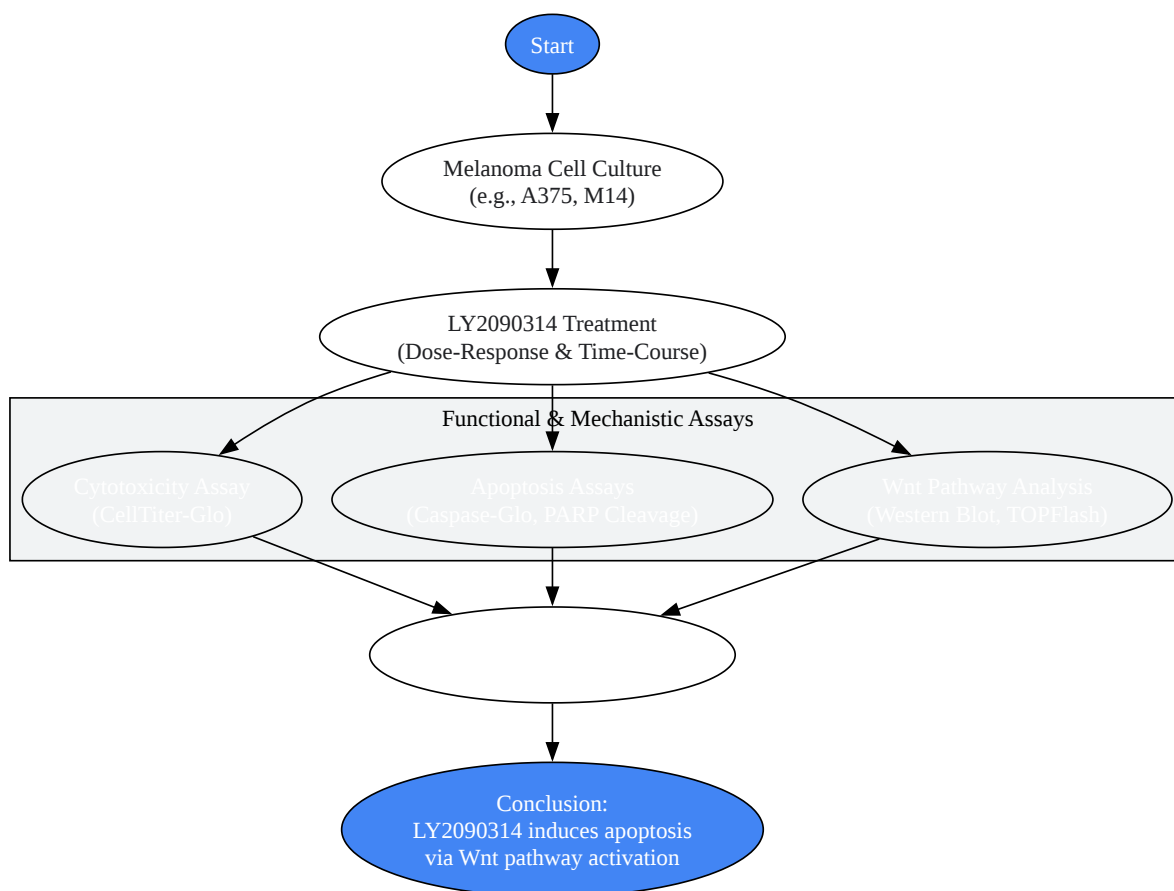 Start
Melanoma Cell Culture
(e.g., A375, M14)
LY2090314 Treatment
(Dose-Response & Time-Course)
Functional & Mechanistic Assays
Cytotoxicity Assay
(CellTiter-Glo)
Apoptosis Assays
(Caspase-Glo, PARP Cleavage)
Wnt Pathway Analysis
(Western Blot, TOPFlash)
Conclusion:
LY2090314 induces apoptosis
via Wnt pathway activation